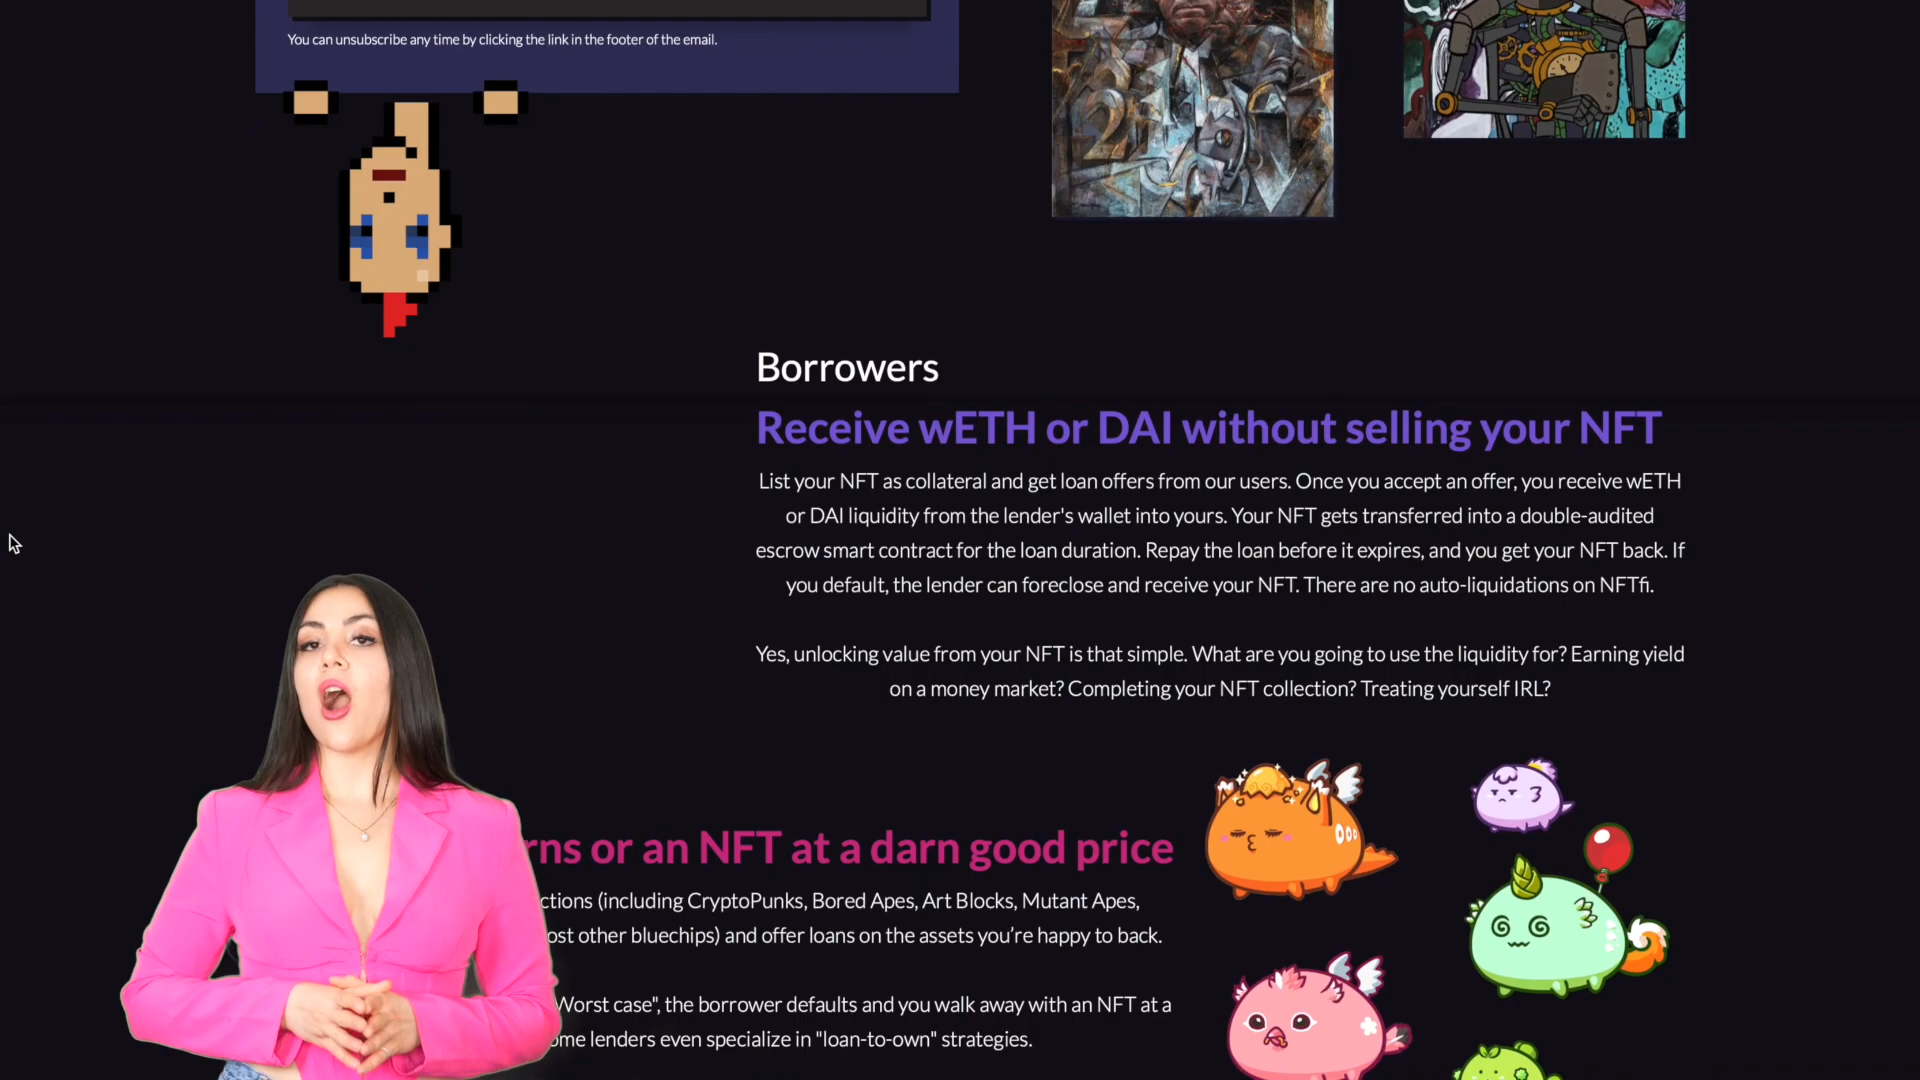 You can unsubscribe any time by clicking the link in the footer of the email.
Borrowers
Receive wETH or DAI without selling your NFT
List your NFT as collateral and get loan offers from our users. Once you accept an offer, you receive wETH
or DAI liquidity from the lender's wallet into yours. Your NFT gets transferred into a double-audited
escrow smart contract for the loan duration. Repay the loan before it expires, and you get your NFT back. If
you default, the lender can foreclose and receive your NFT. There are no auto-liquidations on NFTfi.
Yes, unlocking value from your NFT is that simple. What are you going to use the liquidity for? Earning yield
on a money market? Completing your NFT collection? Treating yourself IRL?
or an NFT at a darn good price
(including CryptoPunks, Bored Apes, Art Blocks, Mutant Apes,
other bluechips) and offer loans on the assets you’re happy to back.
Worst case", the borrower defaults and you walk away with an NFT at a
lenders even specialize in "loan-to-own" strategies.